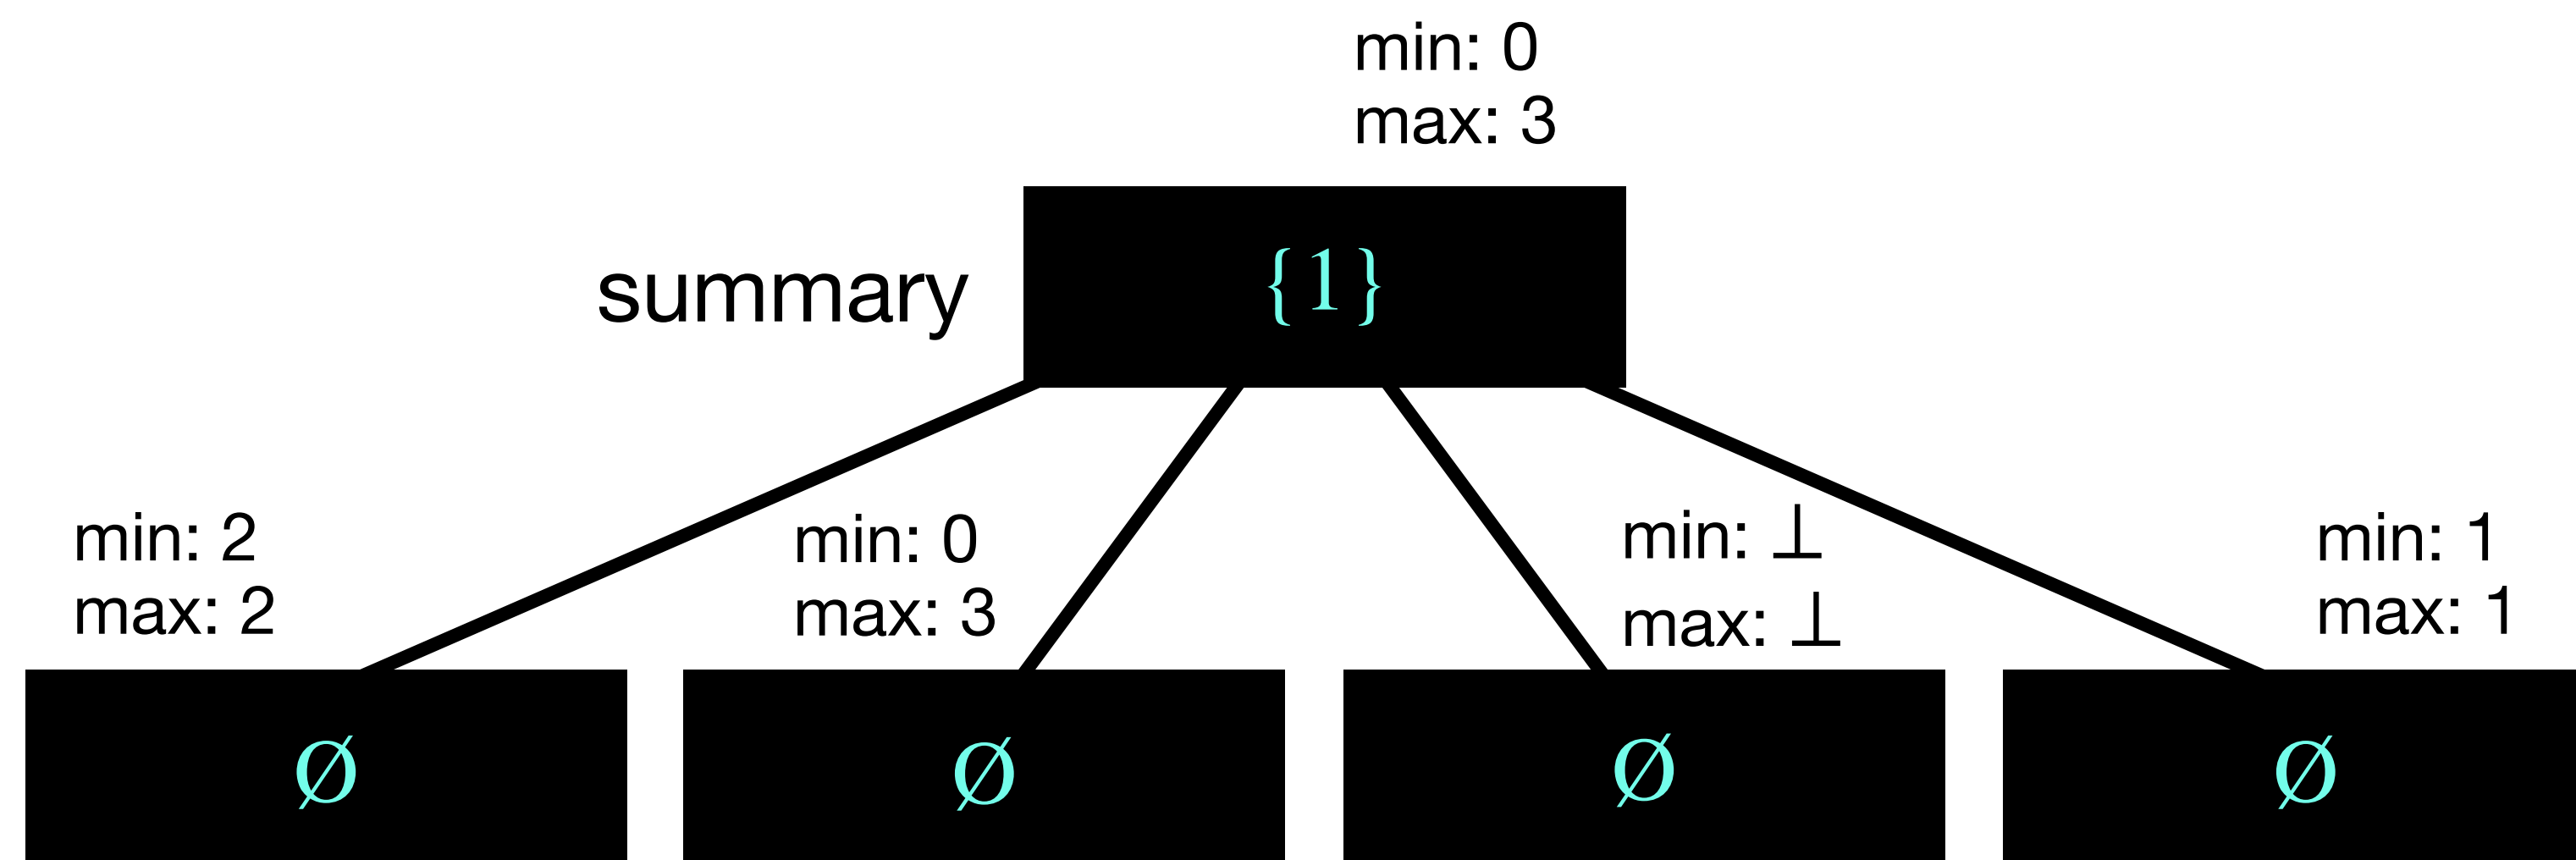 min: 0
max: 3
summary
{1}
min: 2
max: 2
min: 0
max: 3
min: ⊥
max: ⊥
min: 1
max: 1
Ø
Ø
Ø
Ø